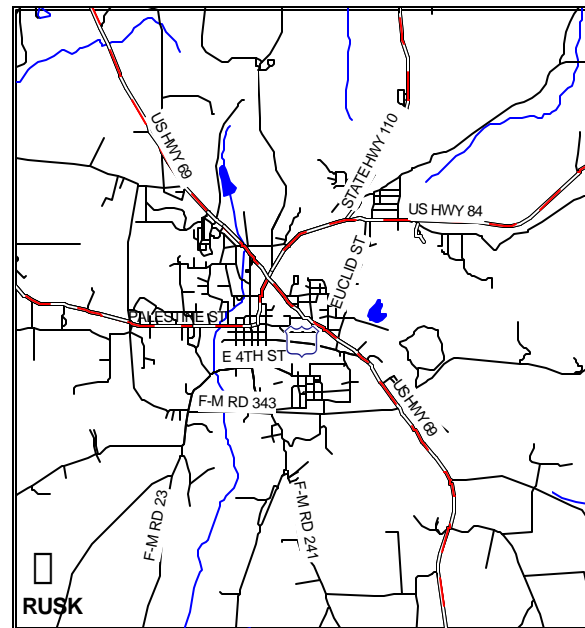 US HWY 69
STATE HWY 110
US HWY 84
EUCLID ST
PALESTINE ST
E 4TH ST
F-M RD 343
US HWY 69
F-M RD 23
F-M RD 241
RUSK